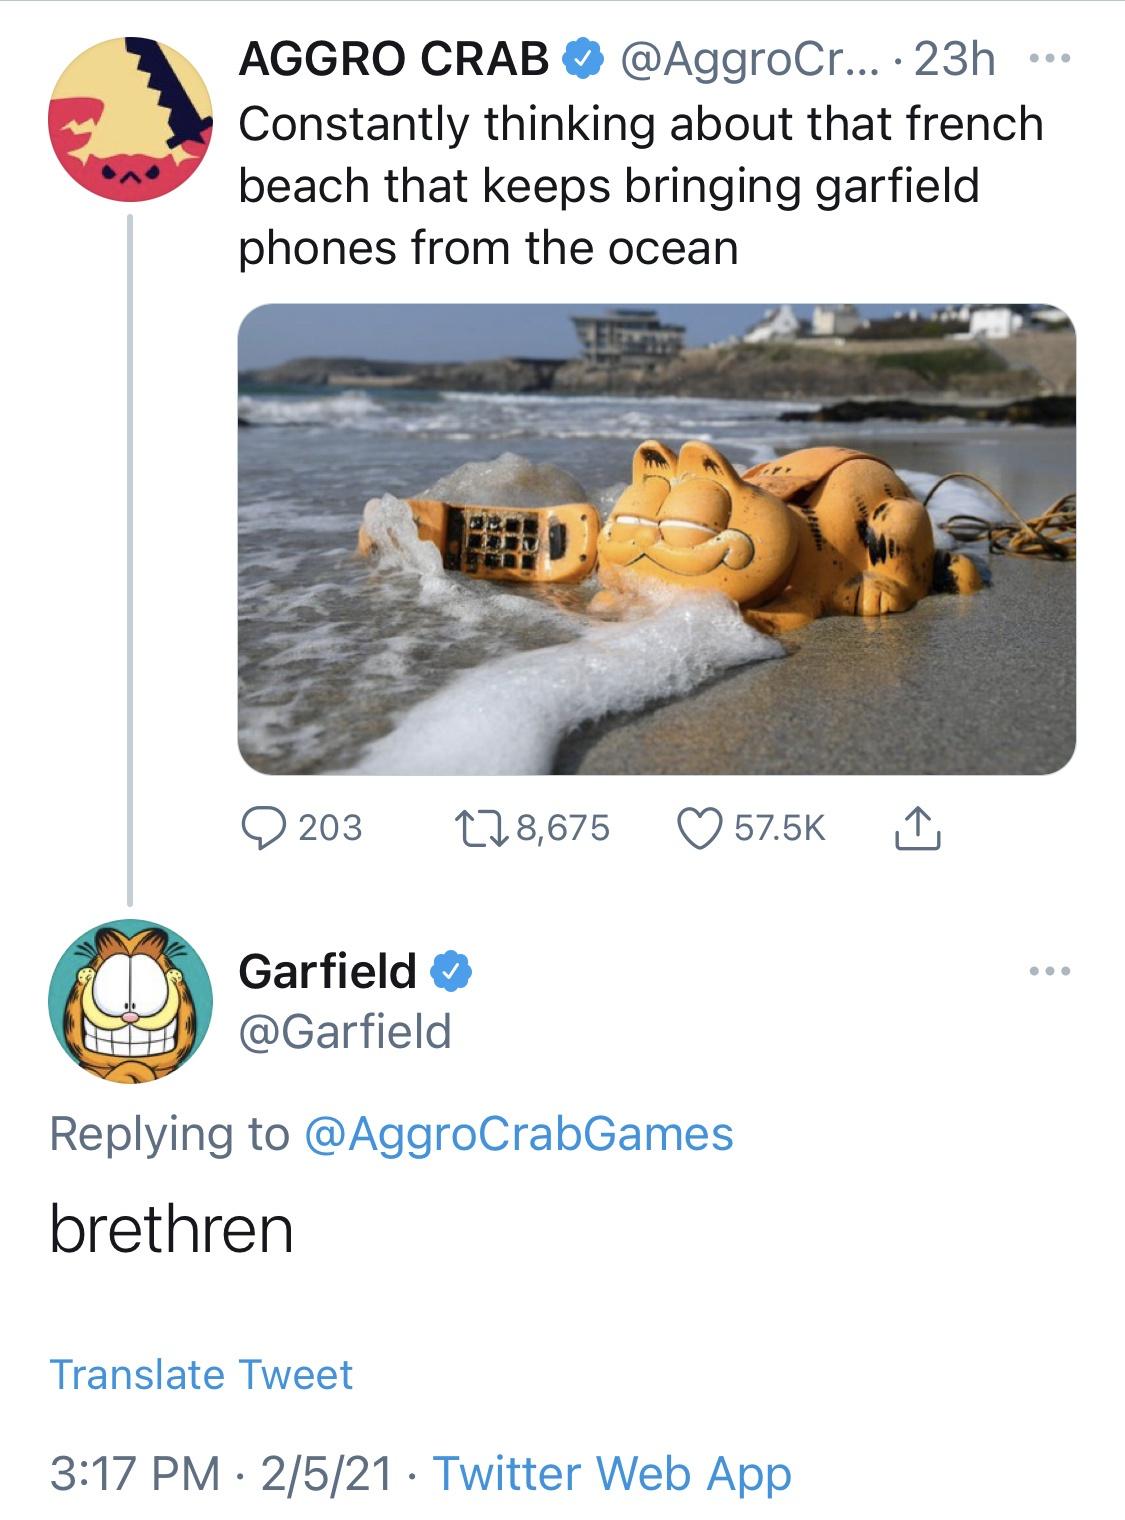 AGGRO CRAB @AggroCr... · 23h
Constantly thinking about that french
beach that keeps bringing garfield
phones from the ocean
203 8,675 57.5K
Garfield
@Garfield
Replying to @AggroCrabGames
brethren
Translate Tweet
3:17 PM · 2/5/21 · Twitter Web App